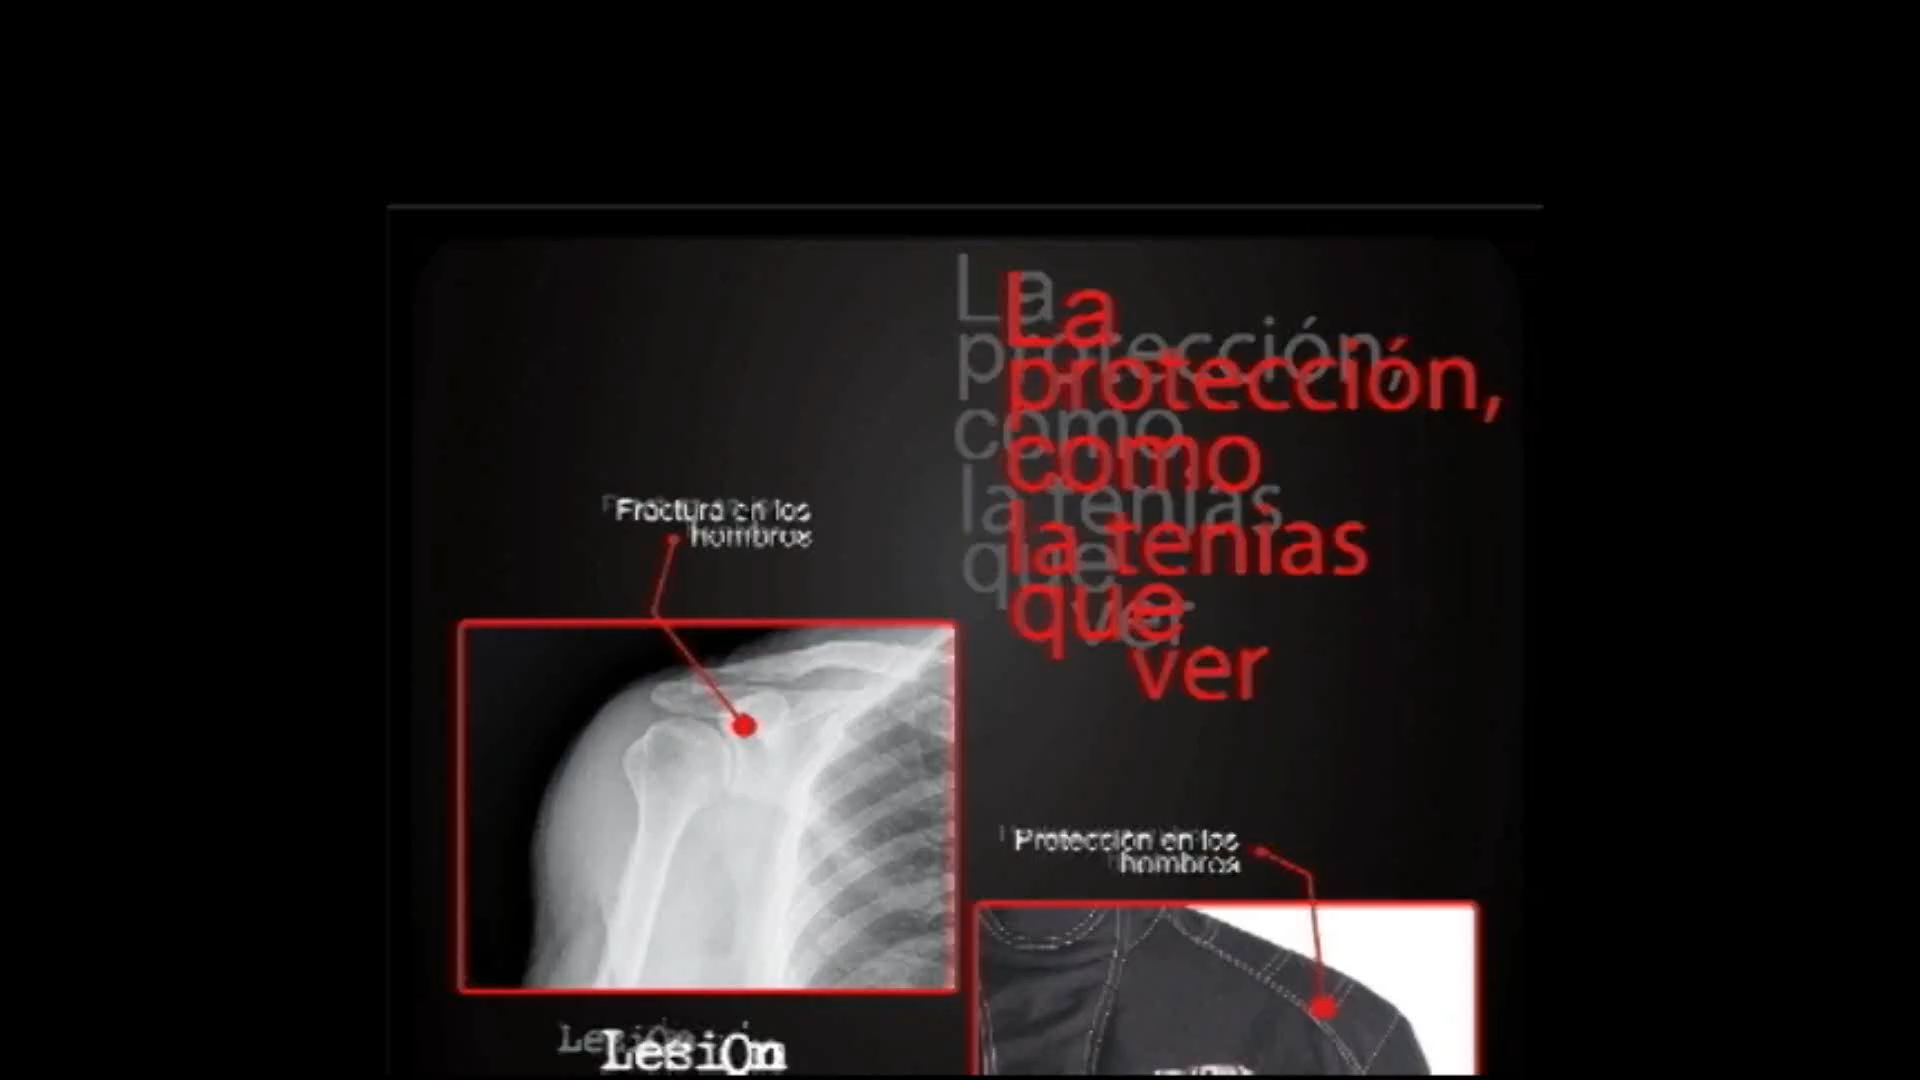 La
protección,
como
la tenías
que
ver
Fractura en los
hombros
Protección en los
hombros
Lesión